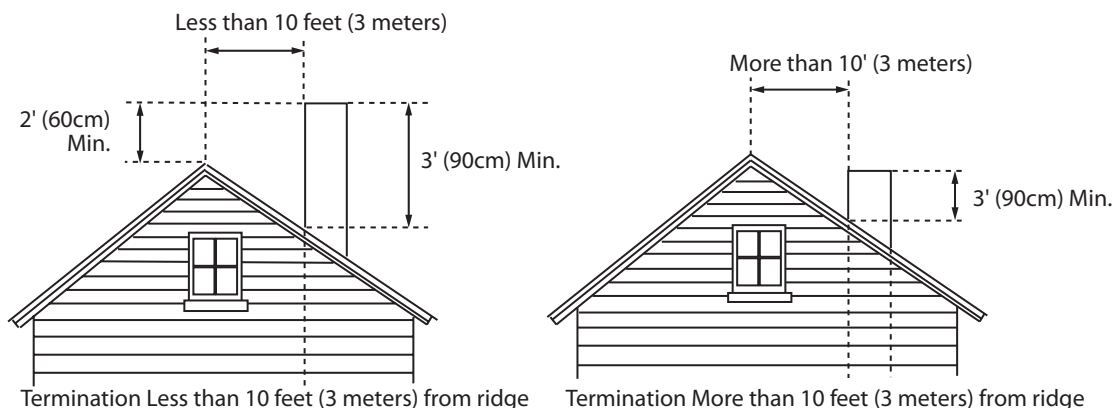 Less than 10 feet (3 meters)
2' (60cm)
Min.
3' (90cm) Min.
Termination Less than 10 feet (3 meters) from ridge
More than 10' (3 meters)
3' (90cm) Min.
Termination More than 10 feet (3 meters) from ridge